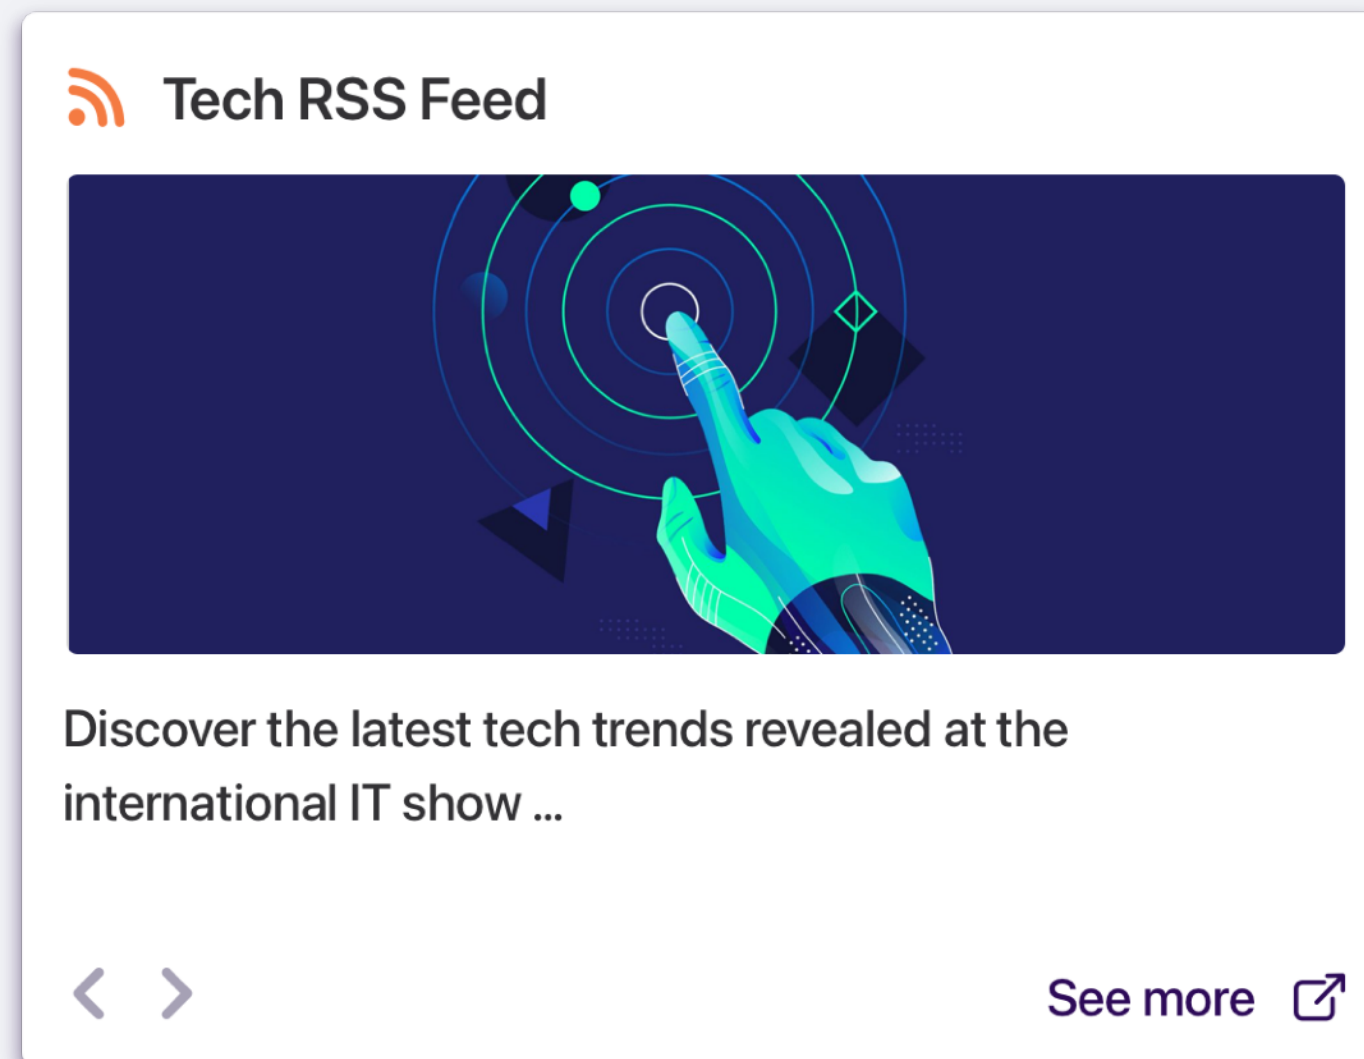 Tech RSS Feed
Discover the latest tech trends revealed at the
international IT show ...
See more